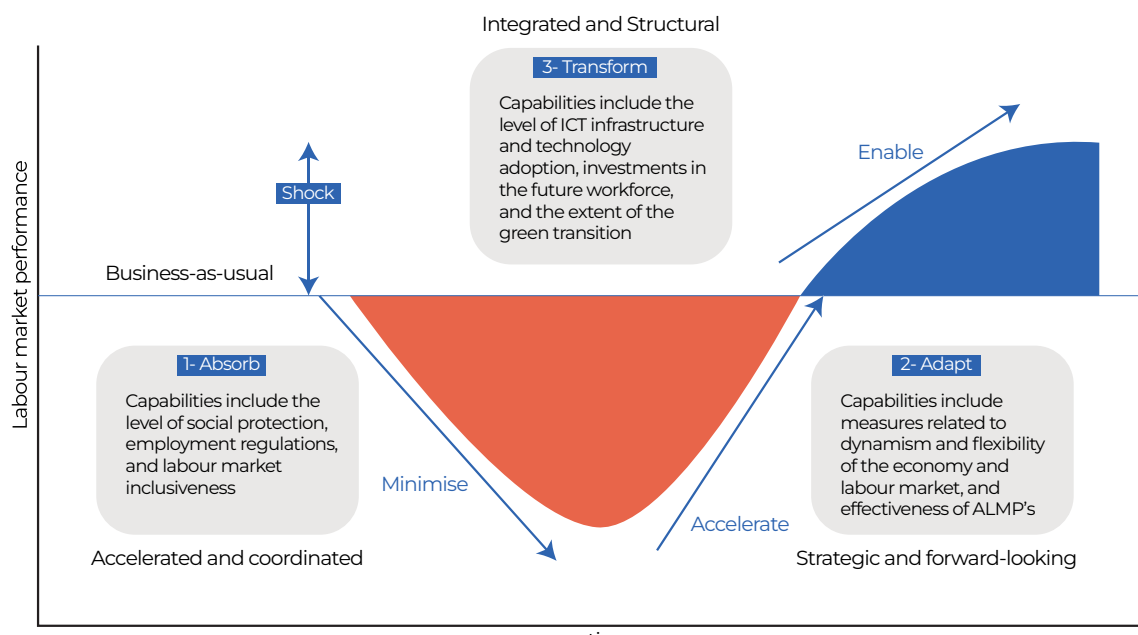 Integrated and Structural
3- Transform
Capabilities include the
level of ICT infrastructure
and technology
adoption, investments in
the future workforce,
and the extent of the
green transition
Enable
Shock
Labour market performance
Business-as-usual
1- Absorb
Capabilities include the
level of social protection,
employment regulations,
and labour market
inclusiveness
Minimise
Accelerated and coordinated
Accelerate
2- Adapt
Capabilities include
measures related to
dynamism and flexibility
of the economy and
labour market, and
effectiveness of ALMP's
Strategic and forward-looking